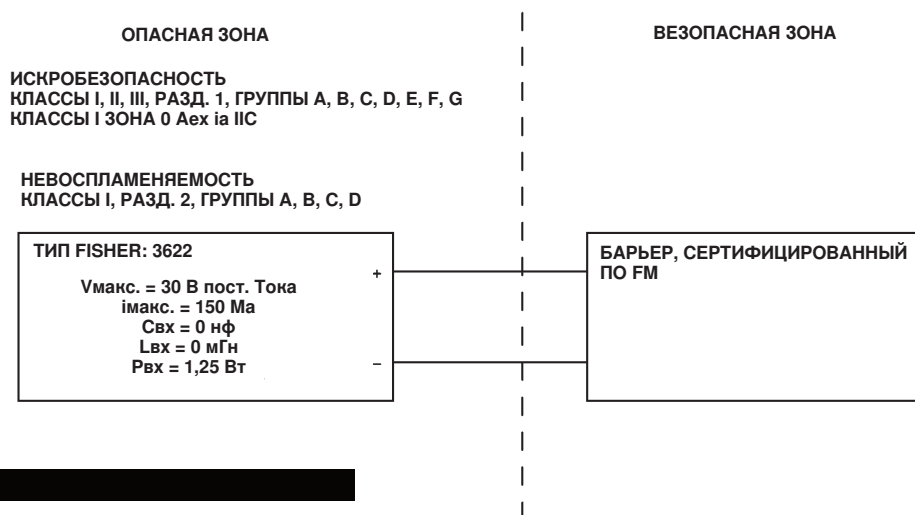 ОПАСНАЯ ЗОНА
ВЕЗОПАСНАЯ ЗОНА
ИСКРОБЕЗОПАСНОСТЬ
КЛАССЫ I, II, III, РАЗД. 1, ГРУППЫ A, B, C, D, E, F, G
КЛАССЫ I ЗОНА 0 Aex ia IIC
НЕВОСПЛАМЕНЯЕМОСТЬ
КЛАССЫ I, РАЗД. 2, ГРУППЫ A, B, C, D
ТИП FISHER: 3622
Vмакс. = 30 В пост. Тока
iмакс. = 150 Ма
Cвх = 0 нф
Lвх = 0 мГн
Pвх = 1,25 Вт
+
–
БАРЬЕР, СЕРТИФИЦИРОВАННЫЙ
ПО FM